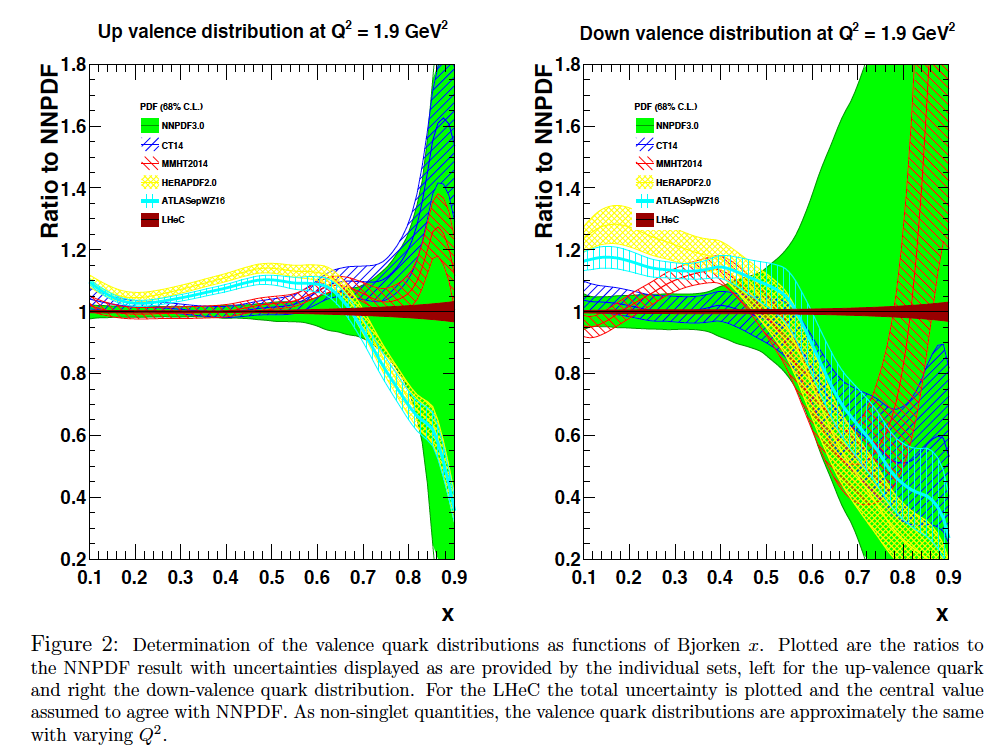 Up valence distribution at Q² = 1.9 GeV²
Ratio to NNPDF
1.8
1.6
1.4
1.2
1
0.8
0.6
0.4
0.2
PDF (68% C.L.)
NNPDF3.0
CT14
MMHT2014
HERAPDF2.0
ATLASepWZ16
LHeC
0.1 0.2 0.3 0.4 0.5 0.6 0.7 0.8 0.9
x
Down valence distribution at Q² = 1.9 GeV²
Ratio to NNPDF
1.8
1.6
1.4
1.2
1
0.8
0.6
0.4
0.2
PDF (68% C.L.)
NNPDF3.0
CT14
MMHT2014
HERAPDF2.0
ATLASepWZ16
LHeC
0.1 0.2 0.3 0.4 0.5 0.6 0.7 0.8 0.9
x
Figure 2: Determination of the valence quark distributions as functions of Bjorken x. Plotted are the ratios to
the NNPDF result with uncertainties displayed as are provided by the individual sets, left for the up-valence quark
and right the down-valence quark distribution. For the LHeC the total uncertainty is plotted and the central value
assumed to agree with NNPDF. As non-singlet quantities, the valence quark distributions are approximately the same
with varying Q².